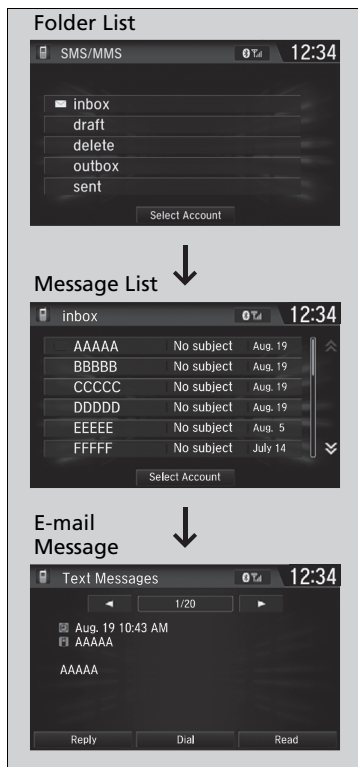 Folder List
SMS/MMS 12:34
inbox
draft
delete
outbox
sent
Select Account
Message List
inbox 12:34
AAAAA No subject Aug. 19
BBBBB No subject Aug. 19
CCCCC No subject Aug. 19
DDDDD No subject Aug. 19
EEEEE No subject Aug. 5
FFFFF No subject July 14
Select Account
E-mail
Message
Text Messages 12:34
1/20
Aug. 19 10:43 AM
AAAAA
AAAAA
Reply Dial Read